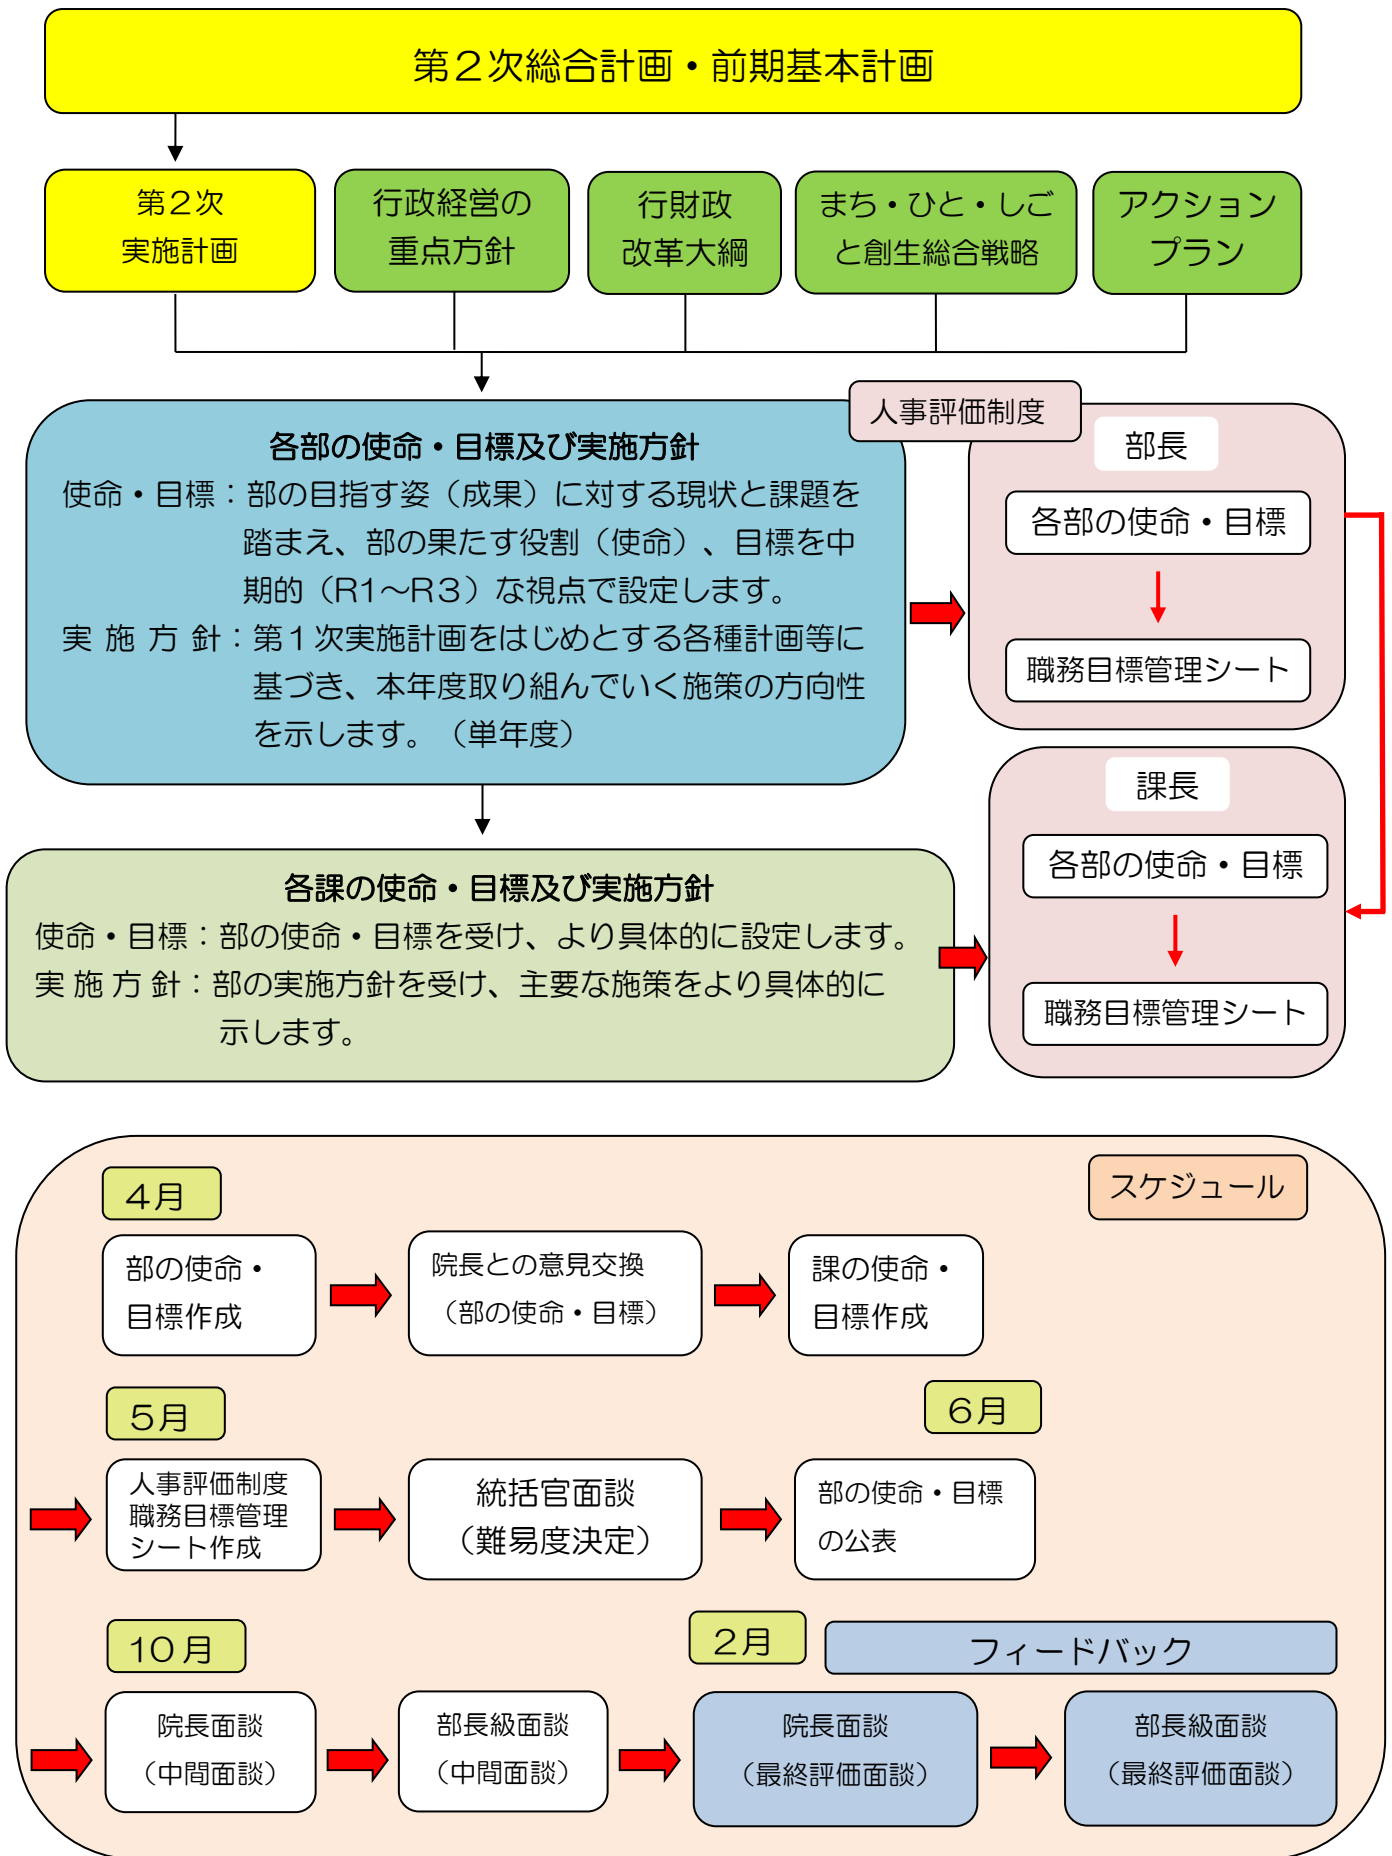 第２次総合計画・前期基本計画
第２次
実施計画
行政経営の
重点方針
行財政
改革大綱
まち・ひと・しご
と創生総合戦略
アクション
プラン
人事評価制度
各部の使命・目標及び実施方針
使命・目標：部の目指す姿（成果）に対する現状と課題を
踏まえ、部の果たす役割（使命）、目標を中
期的（R1～R３）な視点で設定します。
実 施 方 針：第１次実施計画をはじめとする各種計画等に
基づき、本年度取り組んでいく施策の方向性
を示します。（単年度）
部長
各部の使命・目標
職務目標管理シート
課長
各部の使命・目標
職務目標管理シート
各課の使命・目標及び実施方針
使命・目標：部の使命・目標を受け、より具体的に設定します。
実 施 方 針：部の実施方針を受け、主要な施策をより具体的に
示します。
スケジュール
４月
部の使命・
目標作成
院長との意見交換
（部の使命・目標）
課の使命・
目標作成
５月
６月
人事評価制度
職務目標管理
シート作成
統括官面談
（難易度決定）
部の使命・目標
の公表
10月
２月
フィードバック
院長面談
（中間面談）
部長級面談
（中間面談）
院長面談
（最終評価面談）
部長級面談
（最終評価面談）